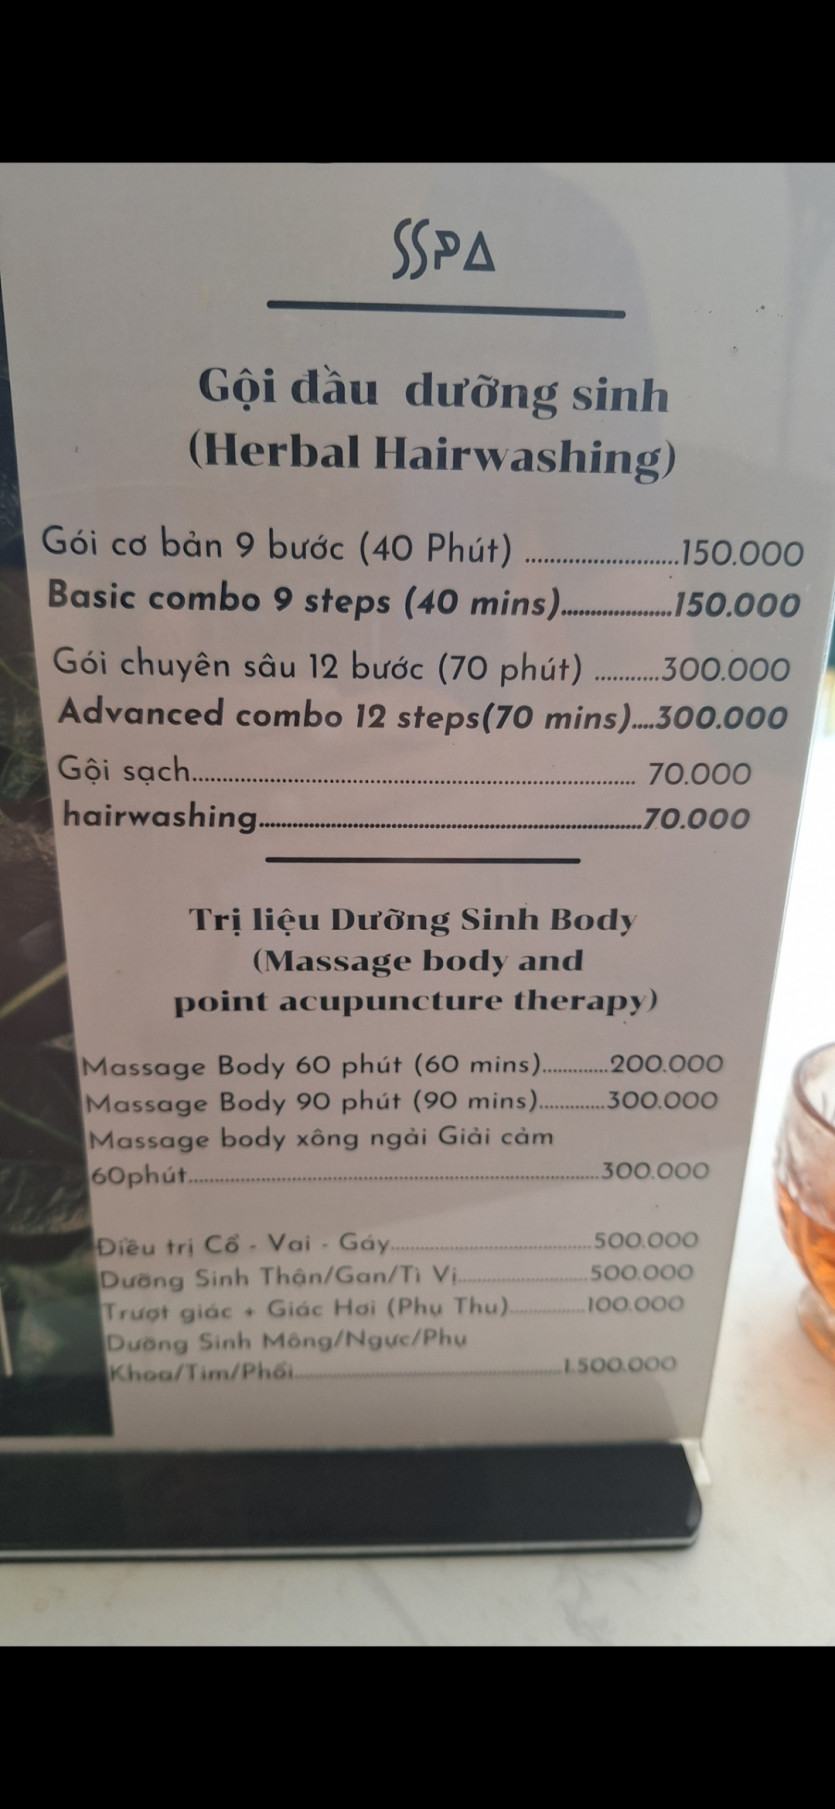 SSPA
Gội đầu dưỡng sinh
(Herbal Hairwashing)
Gói cơ bản 9 bước (40 Phút) ........................150.000
Basic combo 9 steps (40 mins)...................150.000
Gói chuyên sâu 12 bước (70 phút) ...........300.000
Advanced combo 12 steps(70 mins)....300.000
Gội sạch...................................................................... 70.000
hairwashing..................................................................70.000
Trị liệu Dưỡng Sinh Body
(Massage body and
point acupuncture therapy)
Massage Body 60 phút (60 mins).............200.000
Massage Body 90 phút (90 mins).............300.000
Massage body xông ngải Giải cảm
60phút............................................................................300.000
Điều trị Cổ - Vai - Gáy......................................500.000
Dưỡng Sinh Thận/Gan/Tì Vị.........................500.000
Trượt giác + Giác Hơi (Phụ Thu)...............100.000
Dưỡng Sinh Mông/Ngực/Phụ
Khoa/Tim/Phổi.....................................................1.500.000